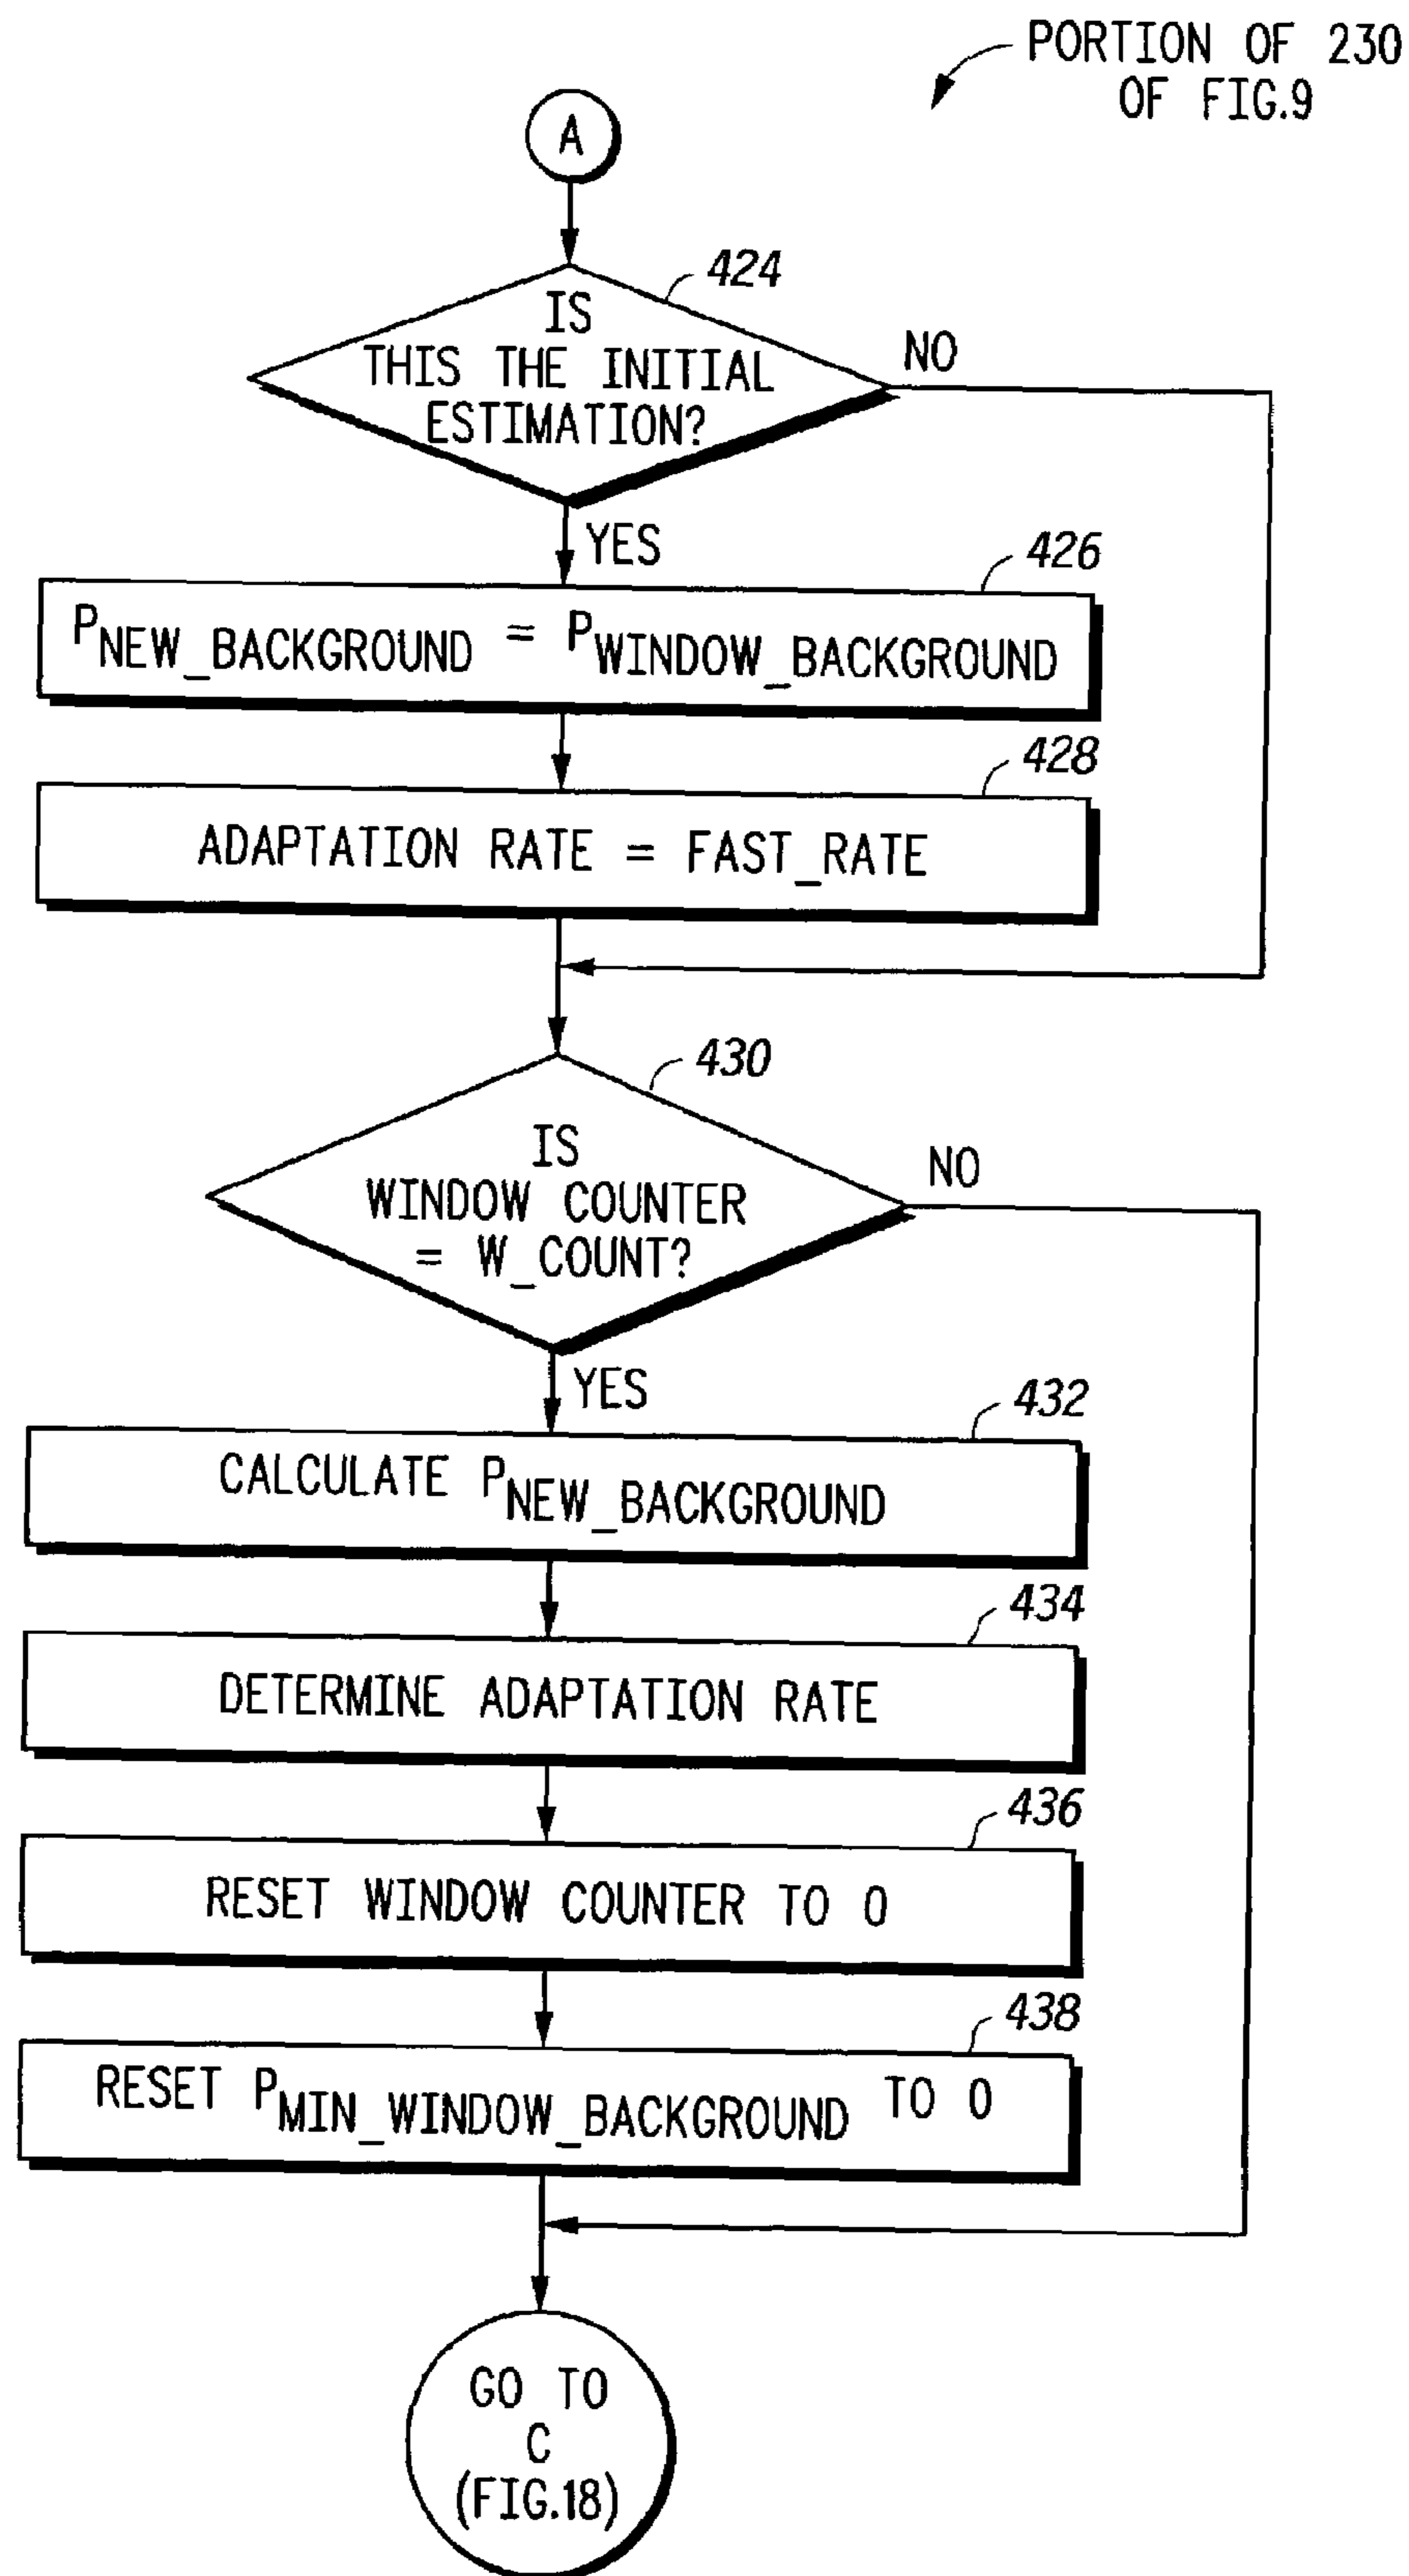 PORTION OF 230
OF FIG.9
A
424
IS
THIS THE INITIAL
ESTIMATION?
NO
YES
426
PNEW_BACKGROUND = PWINDOW_BACKGROUND
428
ADAPTATION RATE = FAST_RATE
430
IS
WINDOW COUNTER
= W_COUNT?
NO
YES
432
CALCULATE PNEW_BACKGROUND
434
DETERMINE ADAPTATION RATE
436
RESET WINDOW COUNTER TO 0
438
RESET PMIN_WINDOW_BACKGROUND TO 0
GO TO
C
(FIG.18)